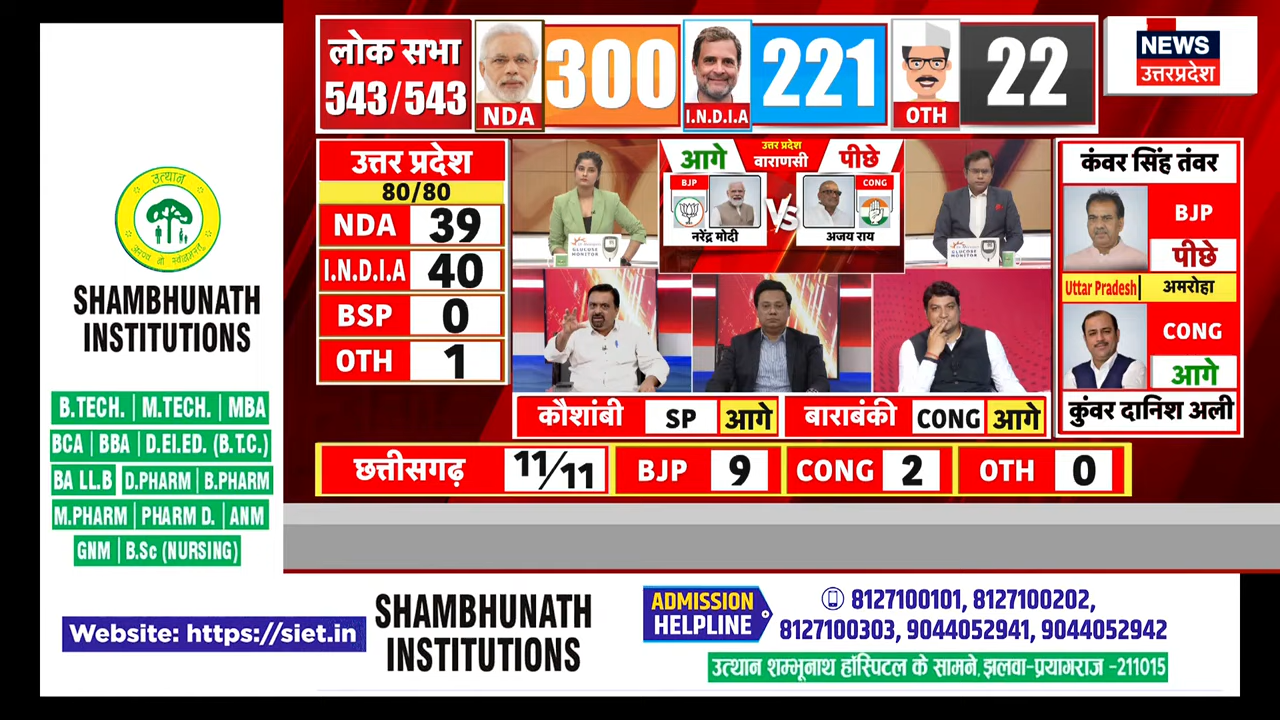 लोक सभा
543/543
NDA
300
I.N.D.I.A
221
OTH
22
NEWS
उत्तरप्रदेश
उत्तर प्रदेश
80/80
NDA 39
I.N.D.I.A 40
BSP 0
OTH 1
आगे
उत्तर प्रदेश
वाराणसी
पीछे
BJP
VS
CONG
नरेंद्र मोदी
अजय राय
GLUCOSE
MONITOR
GLUCOSE
MONITOR
कंवर सिंह तंवर
BJP
पीछे
Uttar Pradesh अमरोहा
CONG
आगे
कुंवर दानिश अली
कौशांबी SP आगे
बाराबंकी CONG आगे
छत्तीसगढ़ 11/11 BJP 9 CONG 2 OTH 0
उत्थान
SHAMBHUNATH
INSTITUTIONS
B.TECH. | M.TECH. | MBA
BCA | BBA | D.El.ED. (B.T.C.)
BA LL.B | D.PHARM | B.PHARM
M.PHARM | PHARM D. | ANM
GNM | B.Sc (NURSING)
Website: https://siet.in
SHAMBHUNATH
INSTITUTIONS
ADMISSION
HELPLINE
8127100101, 8127100202,
8127100303, 9044052941, 9044052942
उत्थान शम्भूनाथ हॉस्पिटल के सामने, झलवा-प्रयागराज -211015